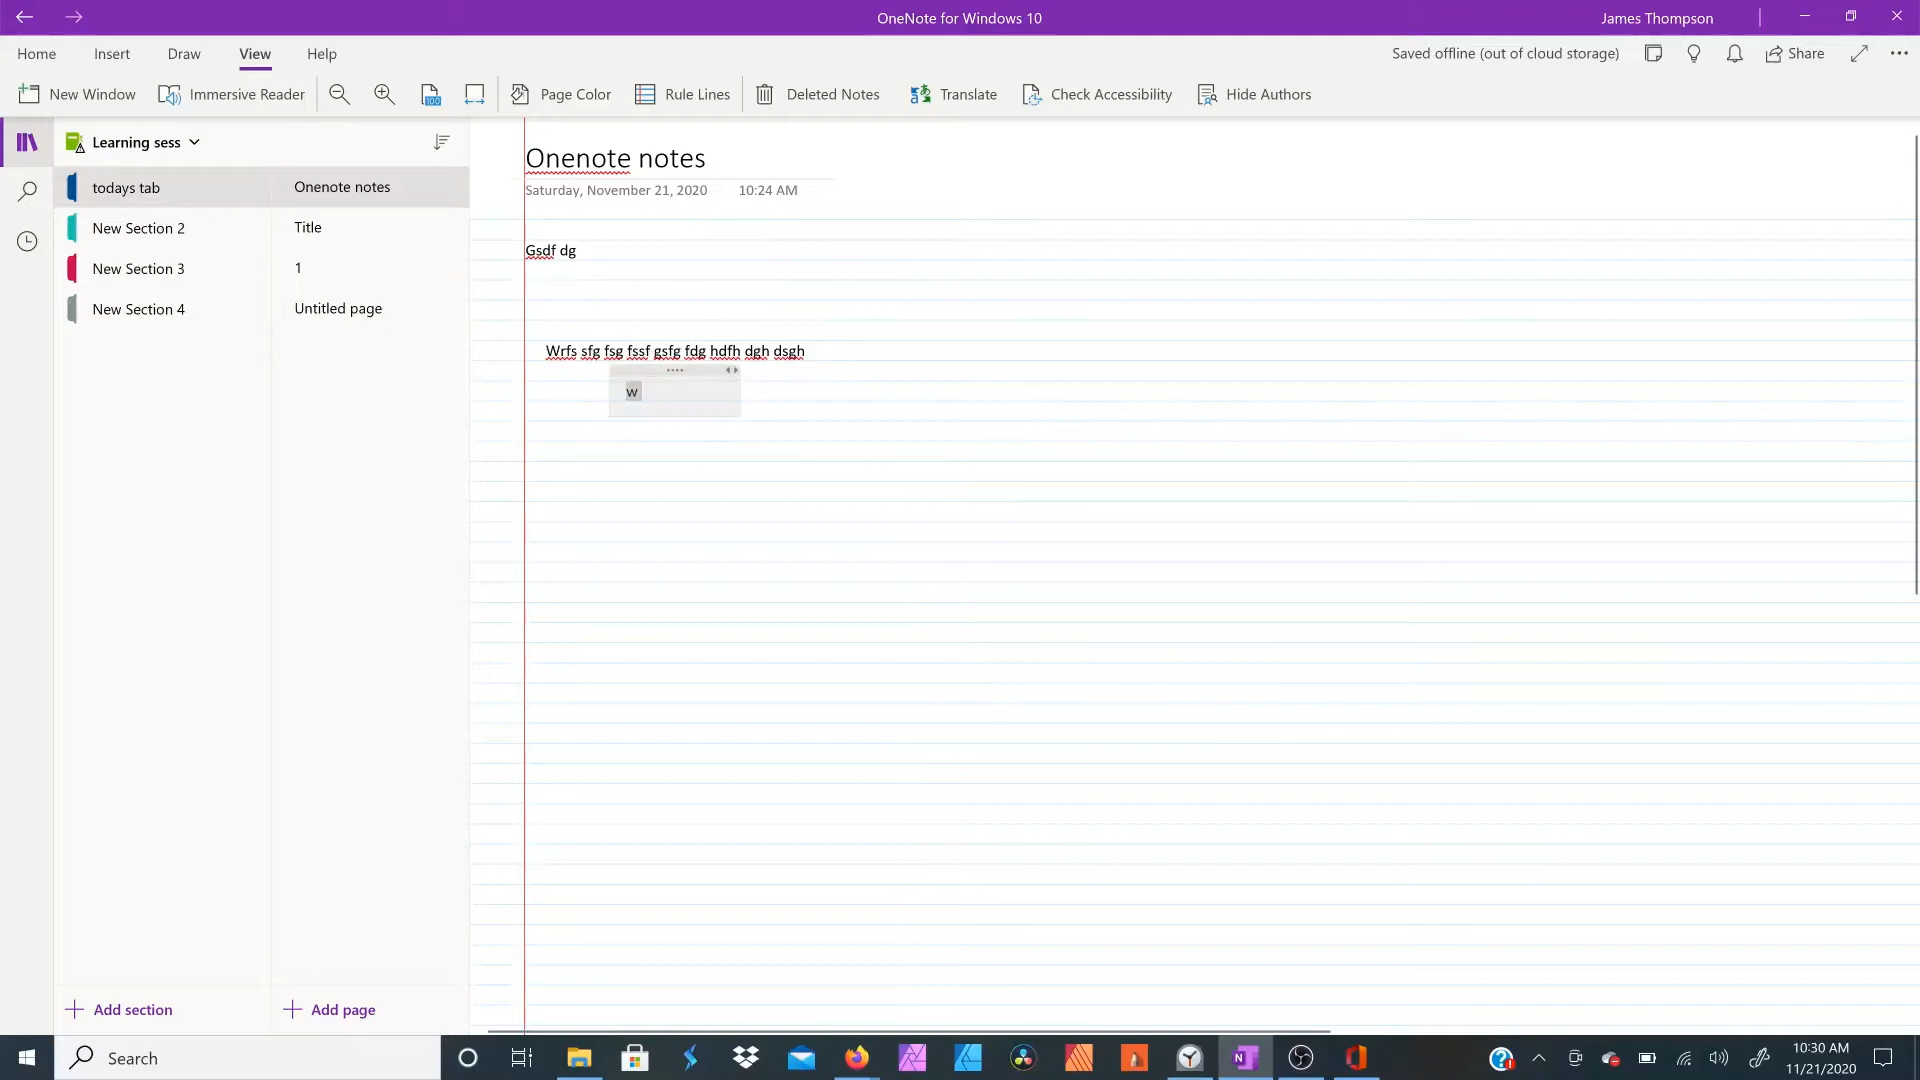 OneNote for Windows 10
James Thompson
Home Insert Draw View Help
Saved offline (out of cloud storage) Share
New Window Immersive Reader 100 Page Color Rule Lines Deleted Notes Translate Check Accessibility Hide Authors
Learning sess
todays tab
New Section 2
New Section 3
New Section 4
Onenote notes
Title
1
Untitled page
Onenote notes
Saturday, November 21, 2020 10:24 AM
Gsdf dg
Wrfs sfg fsg fssf gsfg fdg hdfh dgh dsgh
w
Add section
Add page
Search
N
10:30 AM
11/21/2020